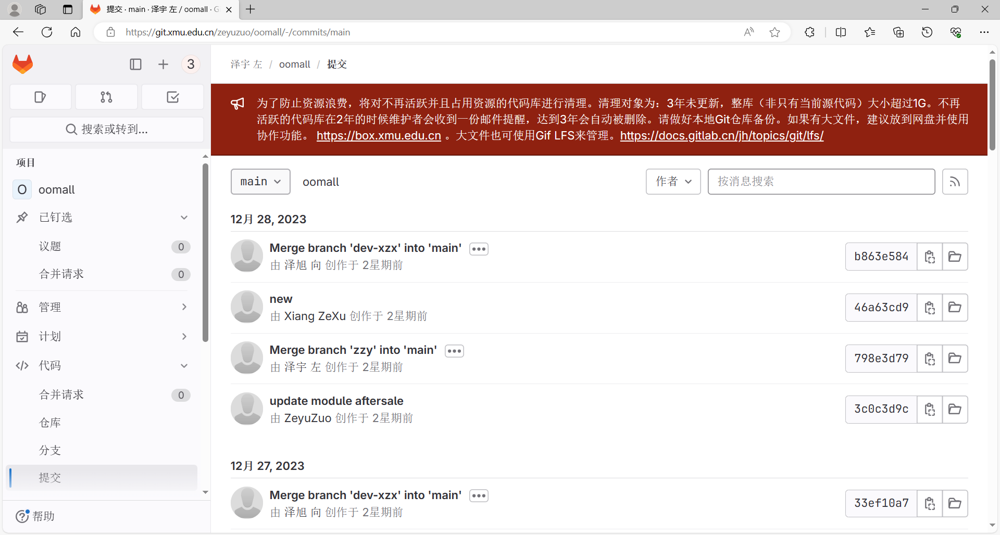 提交 · main · 泽宇 左 / oomall · G
https://git.xmu.edu.cn/zeyuzuo/oomall/-/commits/main
3
搜索或转到...
项目
O oomall
已钉选
议题 0
合并请求 0
管理
计划
代码
合并请求 0
仓库
分支
提交
帮助
泽宇 左 / oomall / 提交
为了防止资源浪费，将对不再活跃并且占用资源的代码库进行清理。清理对象为：3年未更新，整库（非只有当前源代码）大小超过1G。不再
活跃的代码库在2年的时候维护者会收到一份邮件提醒，达到3年会自动被删除。请做好本地Git仓库备份。如果有大文件，建议放到网盘并使用
协作功能。 https://box.xmu.edu.cn 。大文件也可使用Gif LFS来管理。https://docs.gitlab.cn/jh/topics/git/lfs/
main oomall 作者 按消息搜索
12月 28, 2023
Merge branch 'dev-xzx' into 'main'
由 泽旭 向 创作于 2星期前
b863e584
new
由 Xiang ZeXu 创作于 2星期前
46a63cd9
Merge branch 'zzy' into 'main'
由 泽宇 左 创作于 2星期前
798e3d79
update module aftersale
由 ZeyuZuo 创作于 2星期前
3c0c3d9c
12月 27, 2023
Merge branch 'dev-xzx' into 'main'
由 泽旭 向 创作于 2星期前
33ef10a7